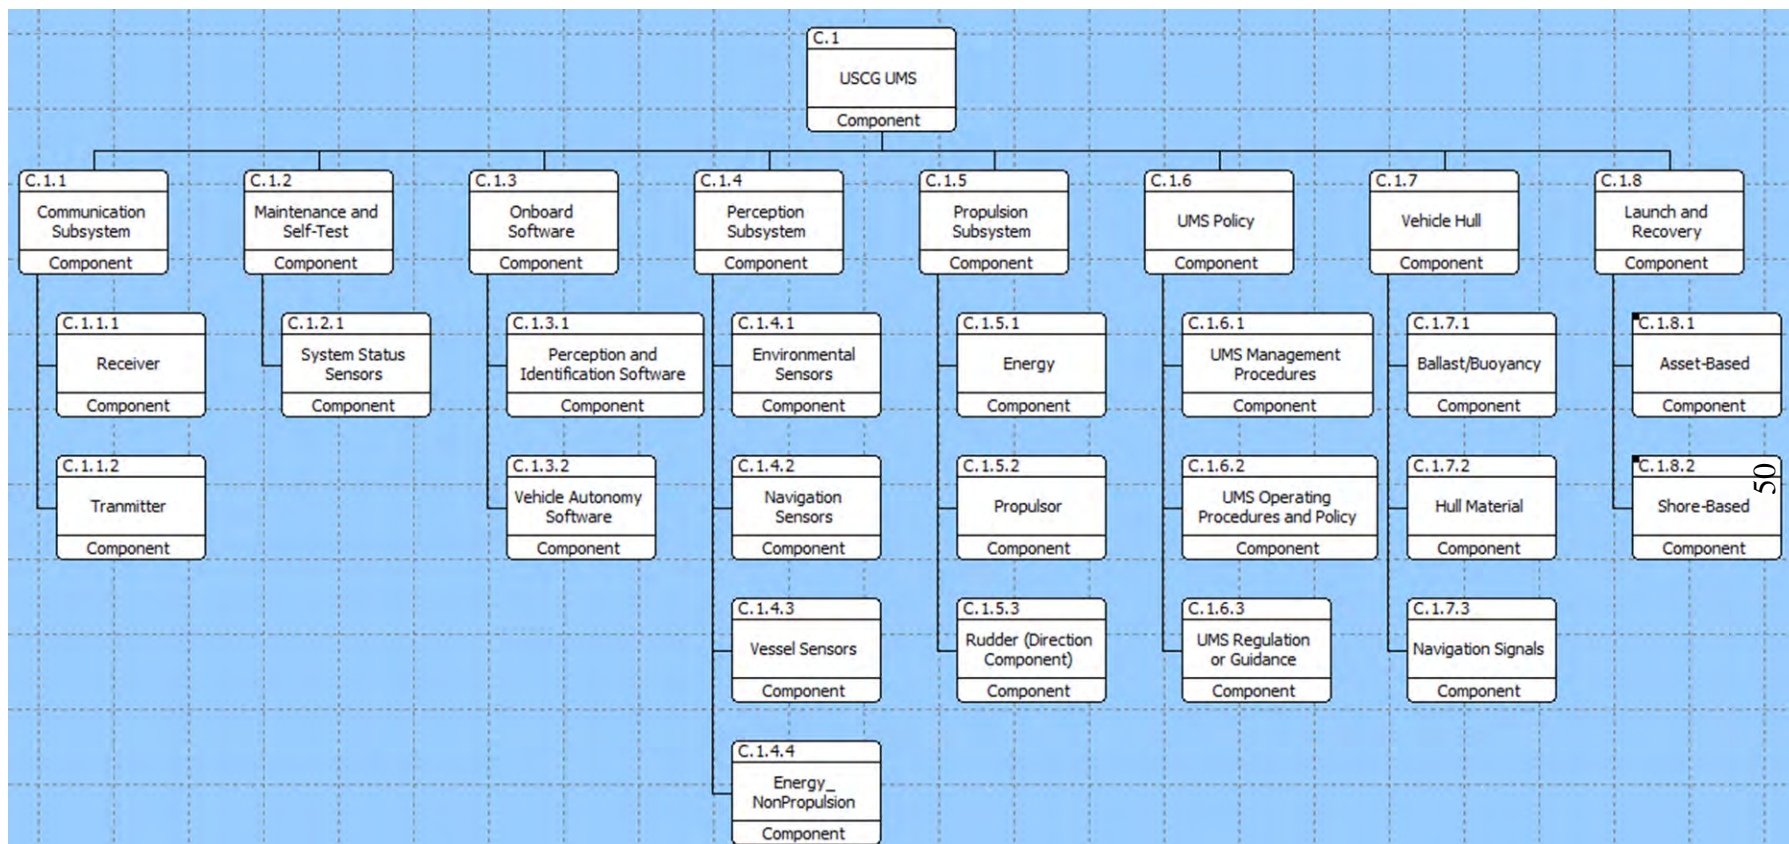 C.1
USCG UMS
Component
C.1.1
Communication
Subsystem
Component
C.1.2
Maintenance and
Self-Test
Component
C.1.3
Onboard
Software
Component
C.1.4
Perception
Subsystem
Component
C.1.5
Propulsion
Subsystem
Component
C.1.6
UMS Policy
Component
C.1.7
Vehicle Hull
Component
C.1.8
Launch and
Recovery
Component
C.1.1.1
Receiver
Component
C.1.2.1
System Status
Sensors
Component
C.1.3.1
Perception and
Identification Software
Component
C.1.4.1
Environmental
Sensors
Component
C.1.5.1
Energy
Component
C.1.6.1
UMS Management
Procedures
Component
C.1.7.1
Ballast/Buoyancy
Component
C.1.8.1
Asset-Based
Component
C.1.1.2
Tranmitter
Component
C.1.3.2
Vehicle Autonomy
Software
Component
C.1.4.2
Navigation
Sensors
Component
C.1.5.2
Propulsor
Component
C.1.6.2
UMS Operating
Procedures and Policy
Component
C.1.7.2
Hull Material
Component
C.1.8.2
Shore-Based
Component
50
C.1.4.3
Vessel Sensors
Component
C.1.5.3
Rudder (Direction
Component)
Component
C.1.6.3
UMS Regulation
or Guidance
Component
C.1.7.3
Navigation Signals
Component
C.1.4.4
Energy_
NonPropulsion
Component